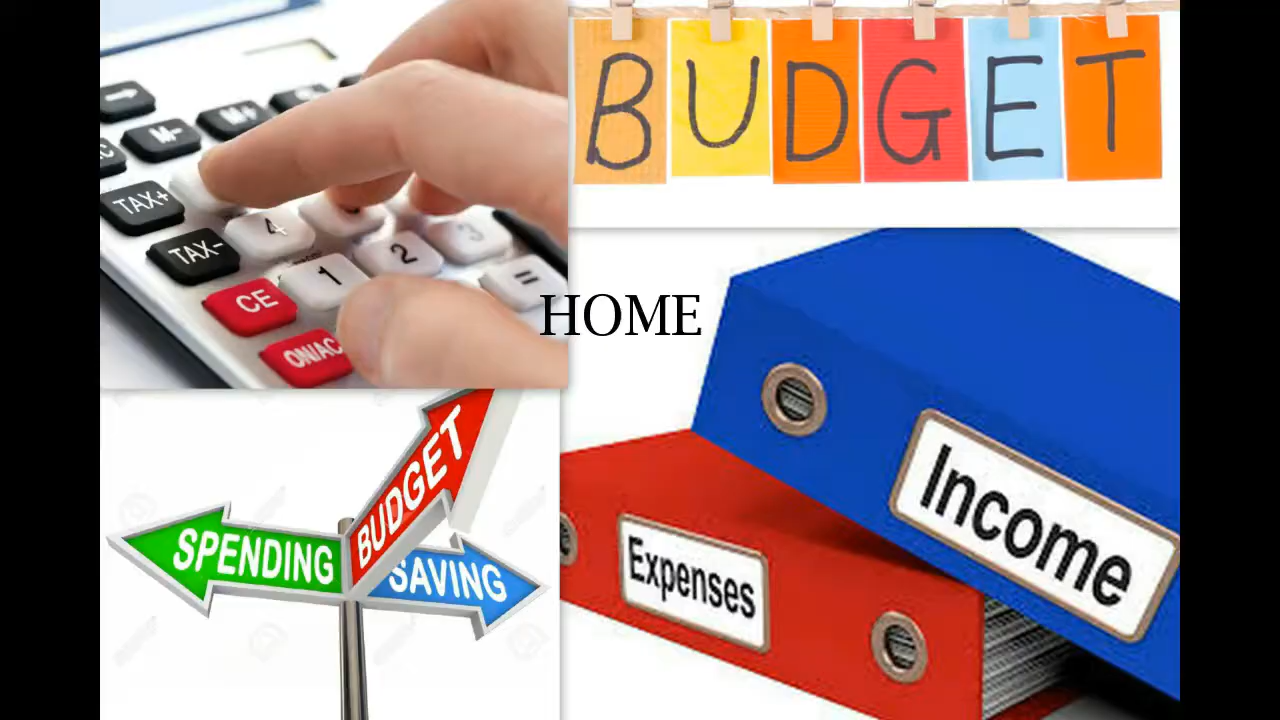 BUDGET
M-
M+
TAX+
TAX-
4
1
2
3
=
CE
ON/AC
HOME
BUDGET
SPENDING
SAVING
Income
Expenses